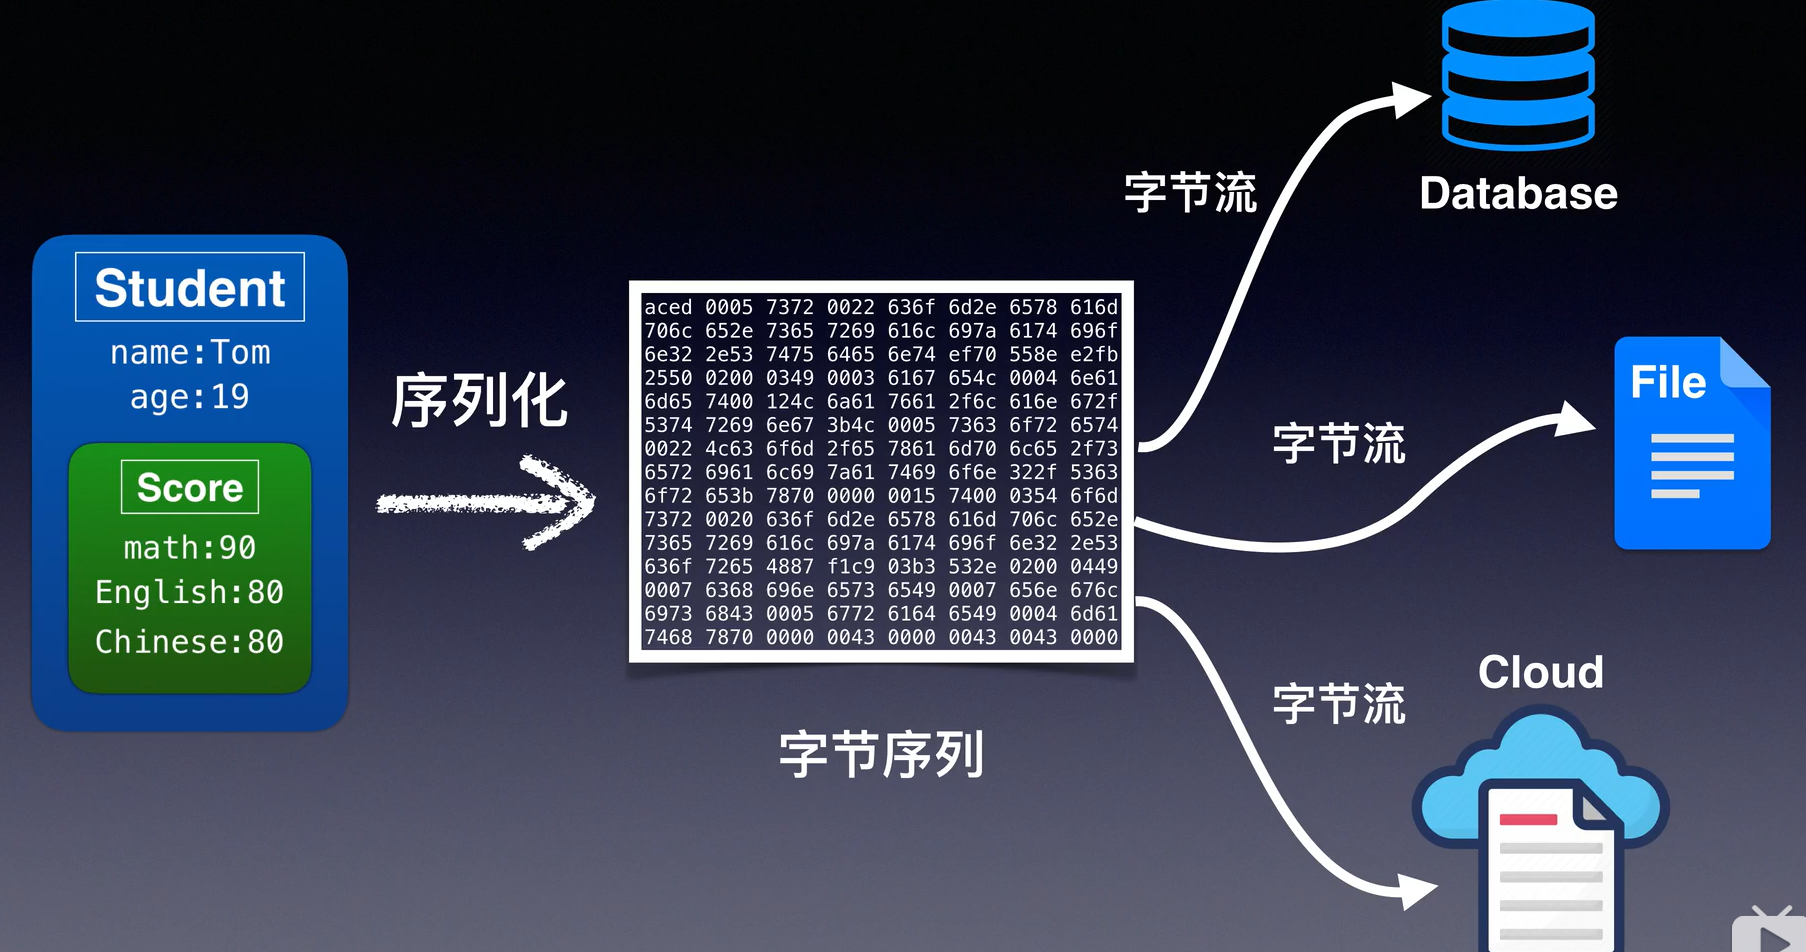 Student
name:Tom
age:19
Score
math:90
English:80
Chinese:80
序列化
aced 0005 7372 0022 636f 6d2e 6578 616d
706c 652e 7365 7269 616c 697a 6174 696f
6e32 2e53 7475 6465 6e74 ef70 558e e2fb
2550 0200 0349 0003 6167 654c 0004 6e61
6d65 7400 124c 6a61 7661 2f6c 616e 672f
5374 7269 6e67 3b4c 0005 7363 6f72 6574
0022 4c63 6f6d 2f65 7861 6d70 6c65 2f73
6572 6961 6c69 7a61 7469 6f6e 322f 5363
6f72 653b 7870 0000 0015 7400 0354 6f6d
7372 0020 636f 6d2e 6578 616d 706c 652e
7365 7269 616c 697a 6174 696f 6e32 2e53
636f 7265 4887 f1c9 03b3 532e 0200 0449
0007 6368 696e 6573 6549 0007 656e 676c
6973 6843 0005 6772 6164 6549 0004 6d61
7468 7870 0000 0043 0000 0043 0043 0000
字节序列
字节流
Database
字节流
File
字节流
Cloud